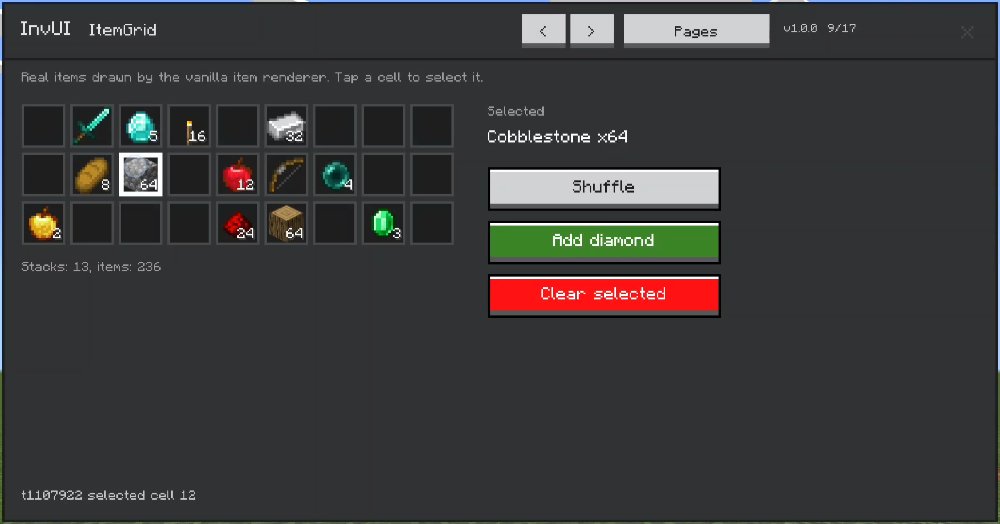 InvUI ItemGrid < > Pages v1.0.0 9/17
Real items drawn by the vanilla item renderer. Tap a cell to select it.
5 16 32
8 64 12 4
2 24 64 3
Stacks: 13, items: 236
Selected
Cobblestone x64
Shuffle
Add diamond
Clear selected
t1107922 selected cell 12